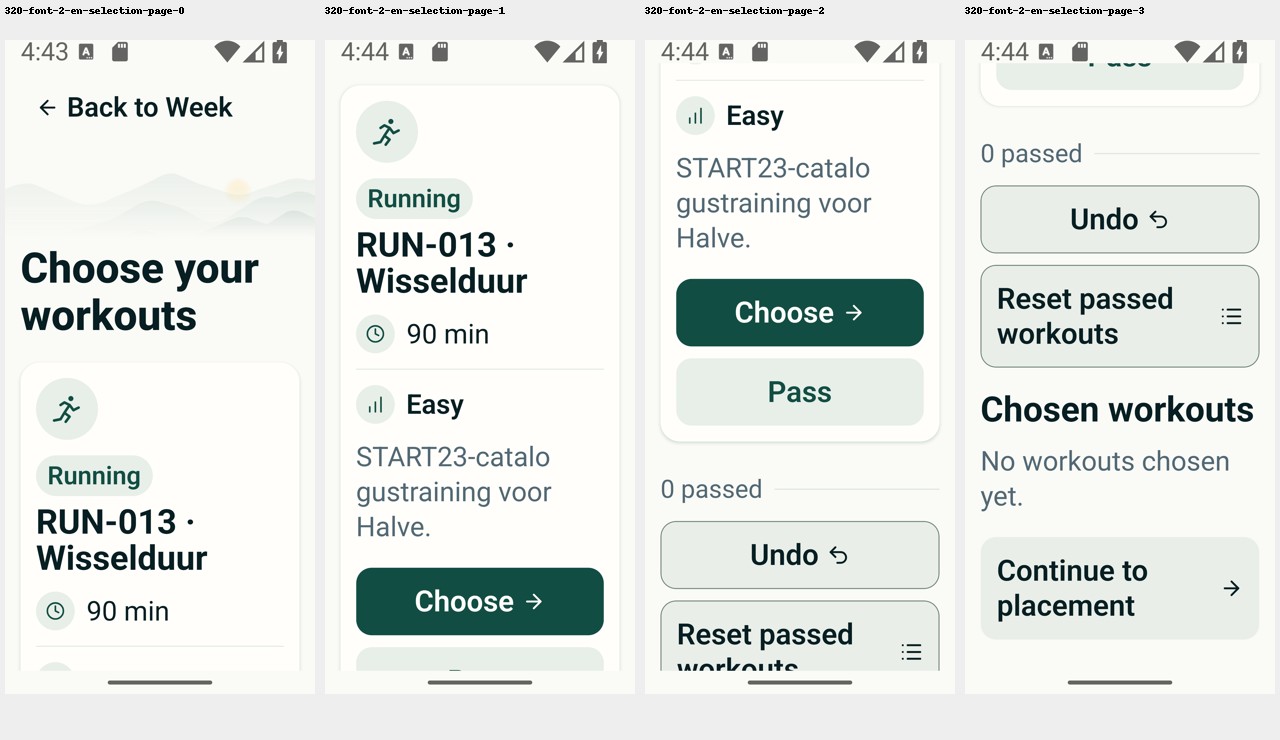 320-font-2-en-selection-page-0
4:43
Back to Week
Choose your
workouts
Running
RUN-013 ·
Wisselduur
90 min
320-font-2-en-selection-page-1
4:44
Running
RUN-013 ·
Wisselduur
90 min
Easy
START23-catalo
gustraining voor
Halve.
Choose
320-font-2-en-selection-page-2
4:44
Easy
START23-catalo
gustraining voor
Halve.
Choose
Pass
0 passed
Undo
Reset passed
workouts
320-font-2-en-selection-page-3
4:44
Pass
0 passed
Undo
Reset passed
workouts
Chosen workouts
No workouts chosen
yet.
Continue to
placement